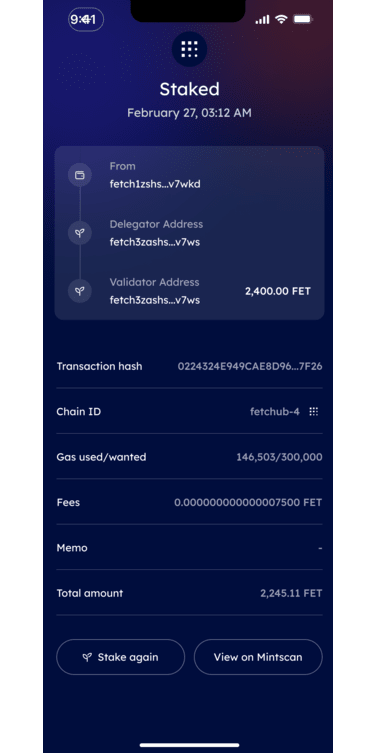 9:41
Staked
February 27, 03:12 AM
From
fetch1zshs...v7wkd
Delegator Address
fetch3zashs...v7ws
Validator Address
fetch3zashs...v7ws 2,400.00 FET
Transaction hash 0224324E949CAE8D96...7F26
Chain ID fetchub-4
Gas used/wanted 146,503/300,000
Fees 0.000000000000007500 FET
Memo -
Total amount 2,245.11 FET
Stake again View on Mintscan